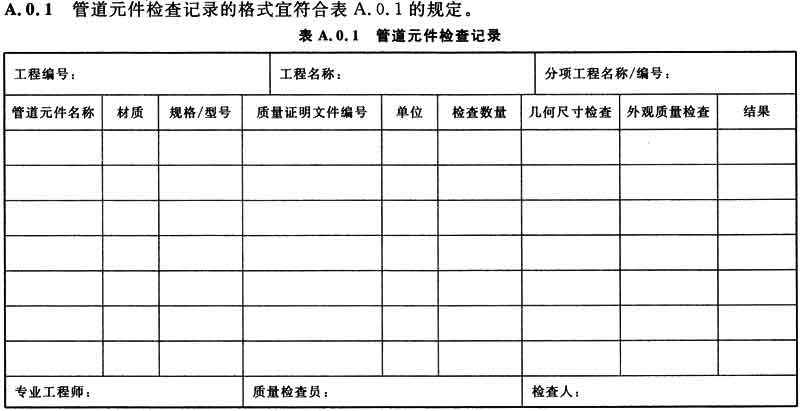 A.0.1 管道元件检查记录的格式宜符合表 A.0.1 的规定。
表 A.0.1 管道元件检查记录
工程编号： 工程名称： 分项工程名称/编号：
管道元件名称 材质 规格/型号 质量证明文件编号 单位 检查数量 几何尺寸检查 外观质量检查 结果
专业工程师： 质量检查员： 检查人：